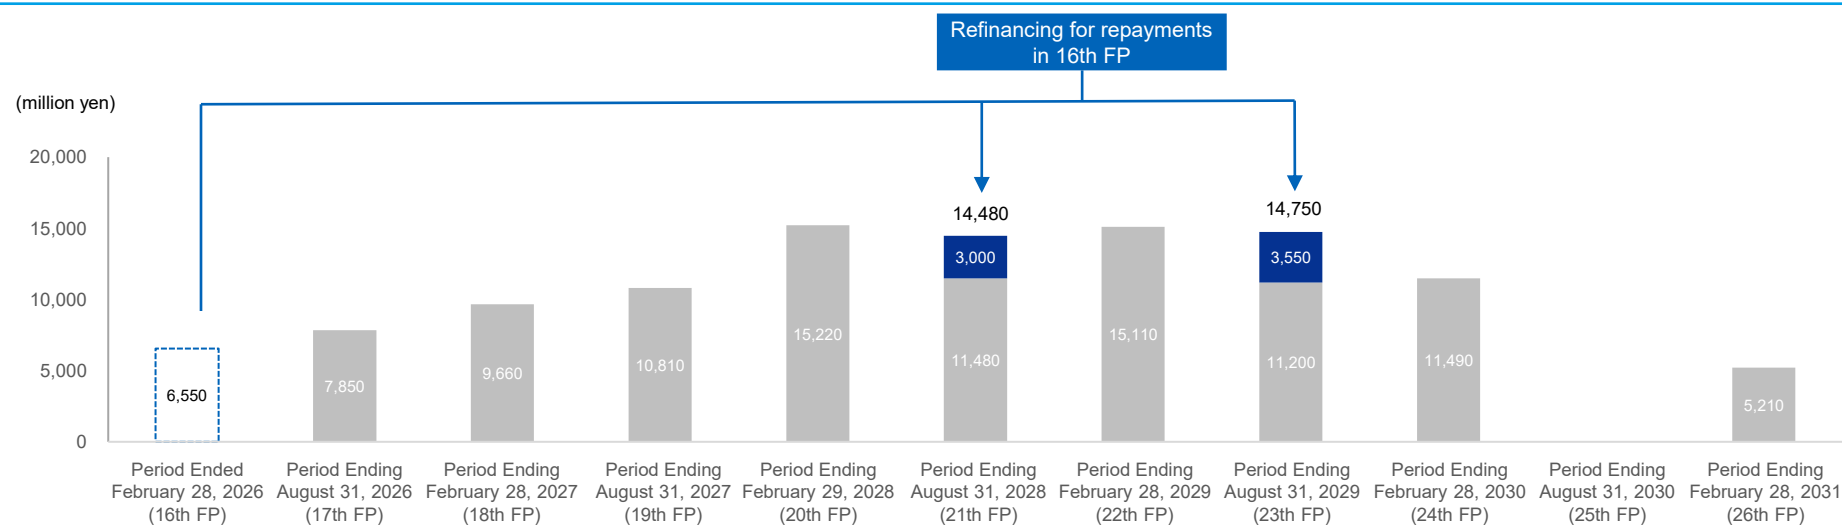 Refinancing for repayments
in 16th FP
(million yen)
20,000
15,000
10,000
5,000
0
14,480
14,750
3,000
3,550
6,550
7,850
9,660
10,810
15,220
11,480
15,110
11,200
11,490
5,210
Period Ended
February 28, 2026
(16th FP)
Period Ending
August 31, 2026
(17th FP)
Period Ending
February 28, 2027
(18th FP)
Period Ending
August 31, 2027
(19th FP)
Period Ending
February 29, 2028
(20th FP)
Period Ending
August 31, 2028
(21th FP)
Period Ending
February 28, 2029
(22th FP)
Period Ending
August 31, 2029
(23th FP)
Period Ending
February 28, 2030
(24th FP)
Period Ending
August 31, 2030
(25th FP)
Period Ending
February 28, 2031
(26th FP)